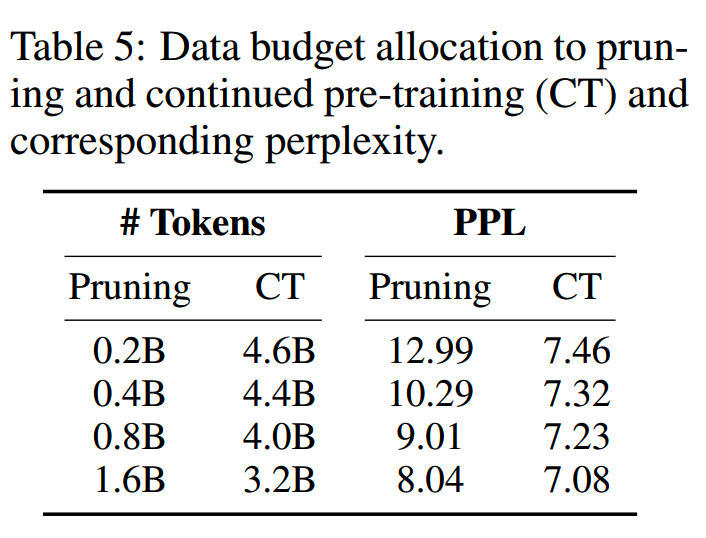 Table 5: Data budget allocation to prun-
ing and continued pre-training (CT) and
corresponding perplexity.
# Tokens PPL
Pruning CT Pruning CT
0.2B 4.6B 12.99 7.46
0.4B 4.4B 10.29 7.32
0.8B 4.0B 9.01 7.23
1.6B 3.2B 8.04 7.08